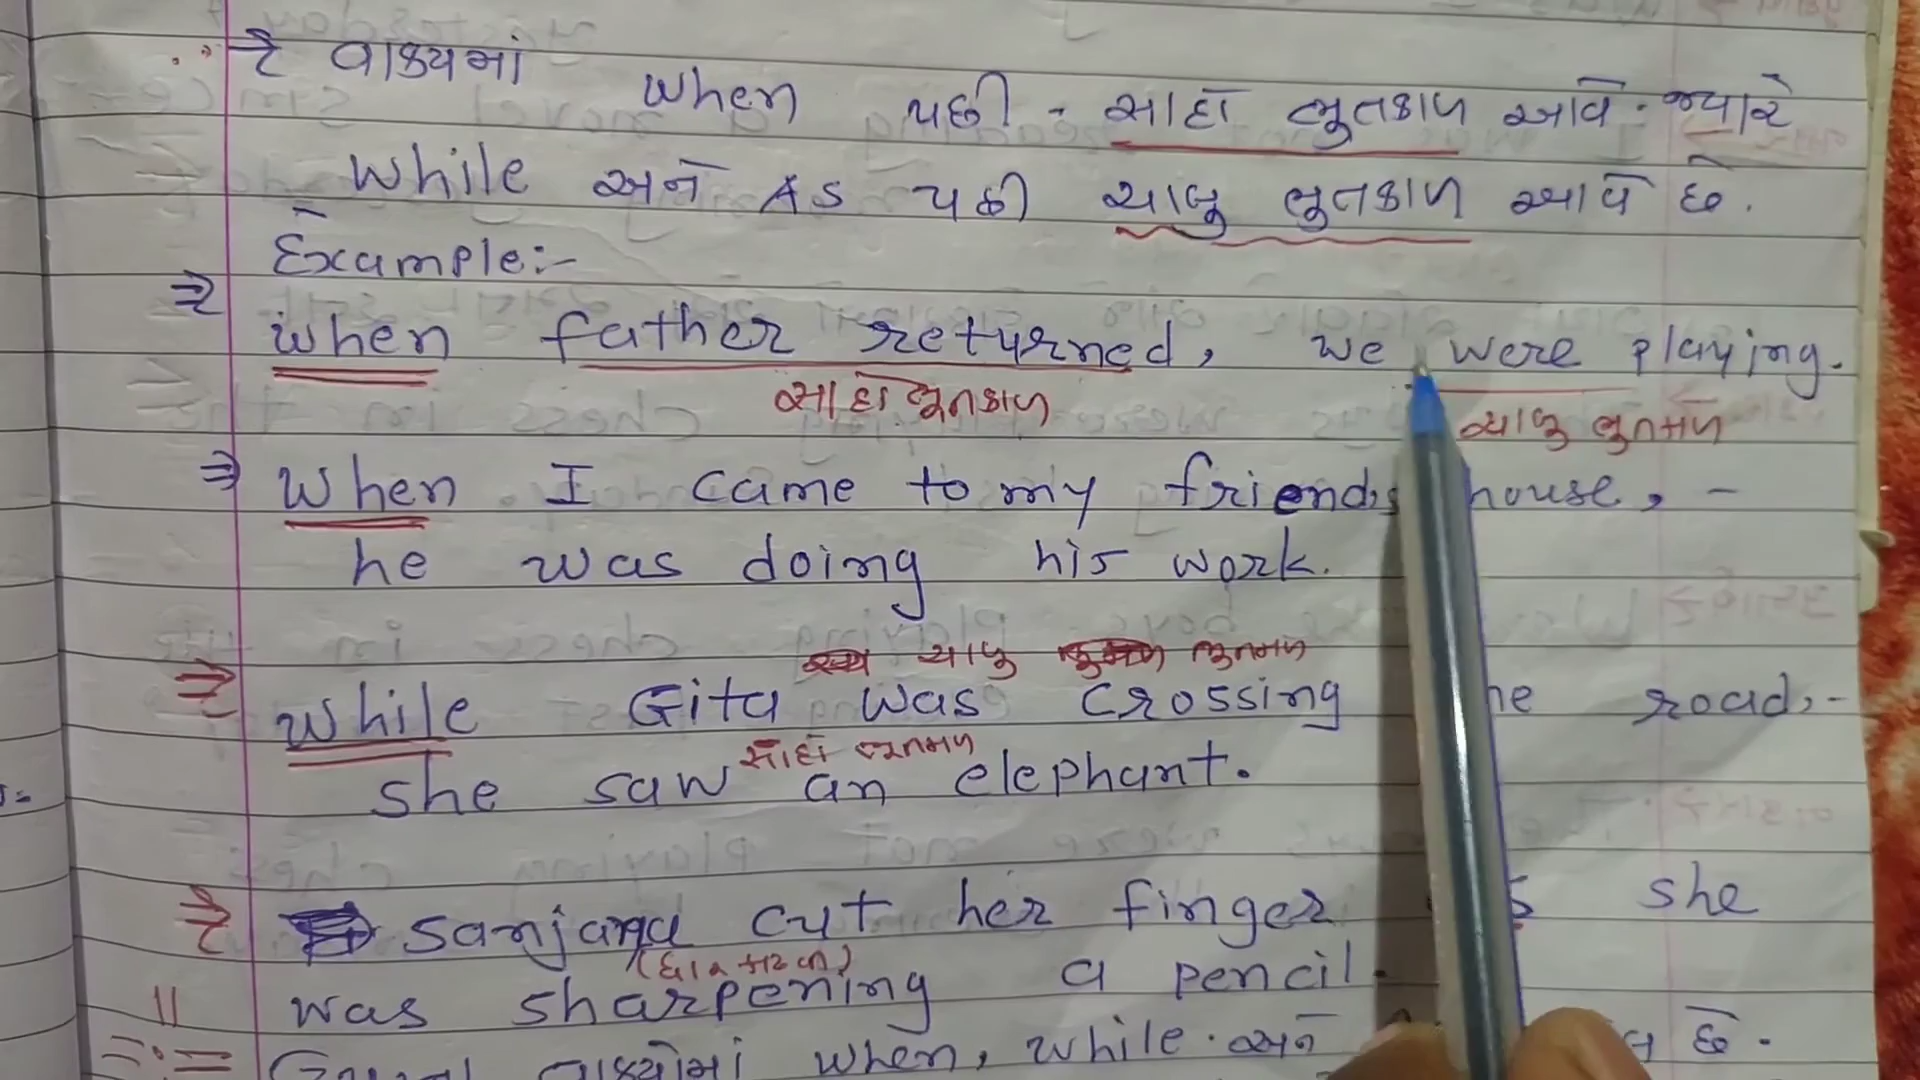 વાક્યમાં when પછી - સાદો ભૂતકાળ આવે. જ્યારે
While અને AS પછી ચાલુ ભૂતકાળ આવે છે.
Example:-
⇒ when father returned, we were playing.
સાદો ભૂતકાળ ચાલુ ભૂતકાળ
⇒ When I came to my friends house, -
he was doing his work.
ચાલુ ભૂતકાળ
⇒ while Gita was crossing he road,-
સાદો ભૂતકાળ
she saw an elephant.
⇒ Sanjana cut her finger she
was sharpening a pencil.
વાક્યોમાં when, while. અને છે.